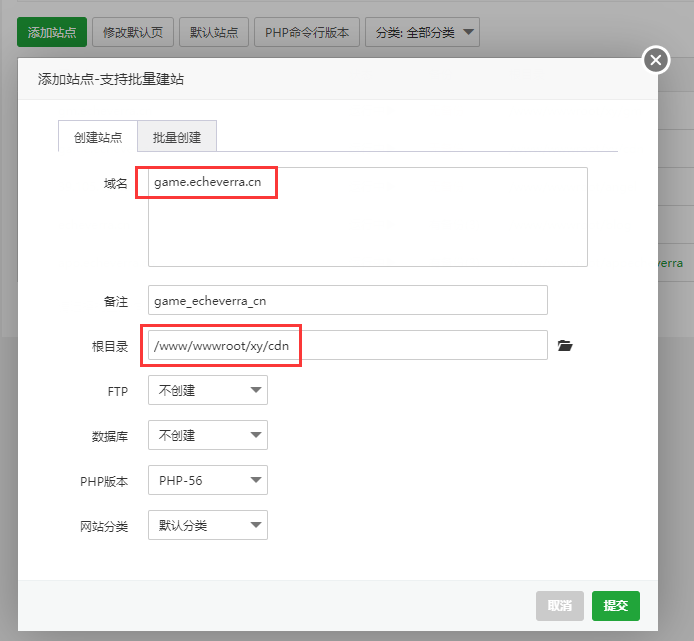 添加站点 修改默认页 默认站点 PHP命令行版本 分类: 全部分类
添加站点-支持批量建站
创建站点 批量创建
域名 game.echeverra.cn
verra
备注 game_echeverra_cn
根目录 /www/wwwroot/xy/cdn
FTP 不创建
数据库 不创建
PHP版本 PHP-56
网站分类 默认分类
取消 提交